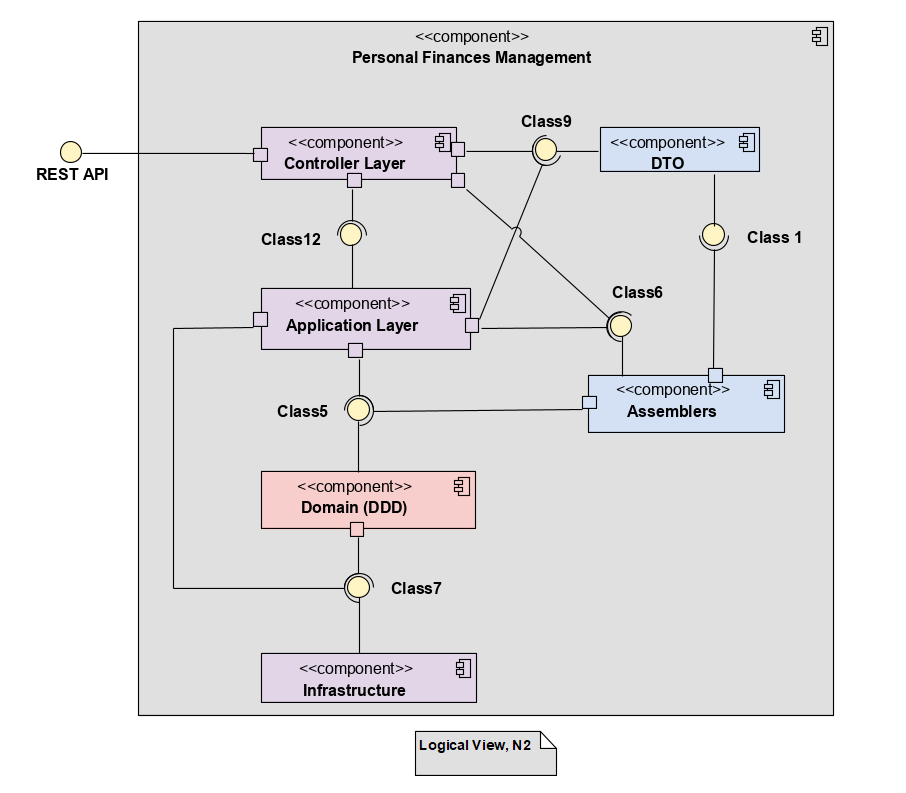 <<component>>
Personal Finances Management
REST API
<<component>>
Controller Layer
Class9
<<component>>
DTO
Class12
Class 1
<<component>>
Application Layer
Class6
Class5
<<component>>
Assemblers
<<component>>
Domain (DDD)
Class7
<<component>>
Infrastructure
Logical View, N2